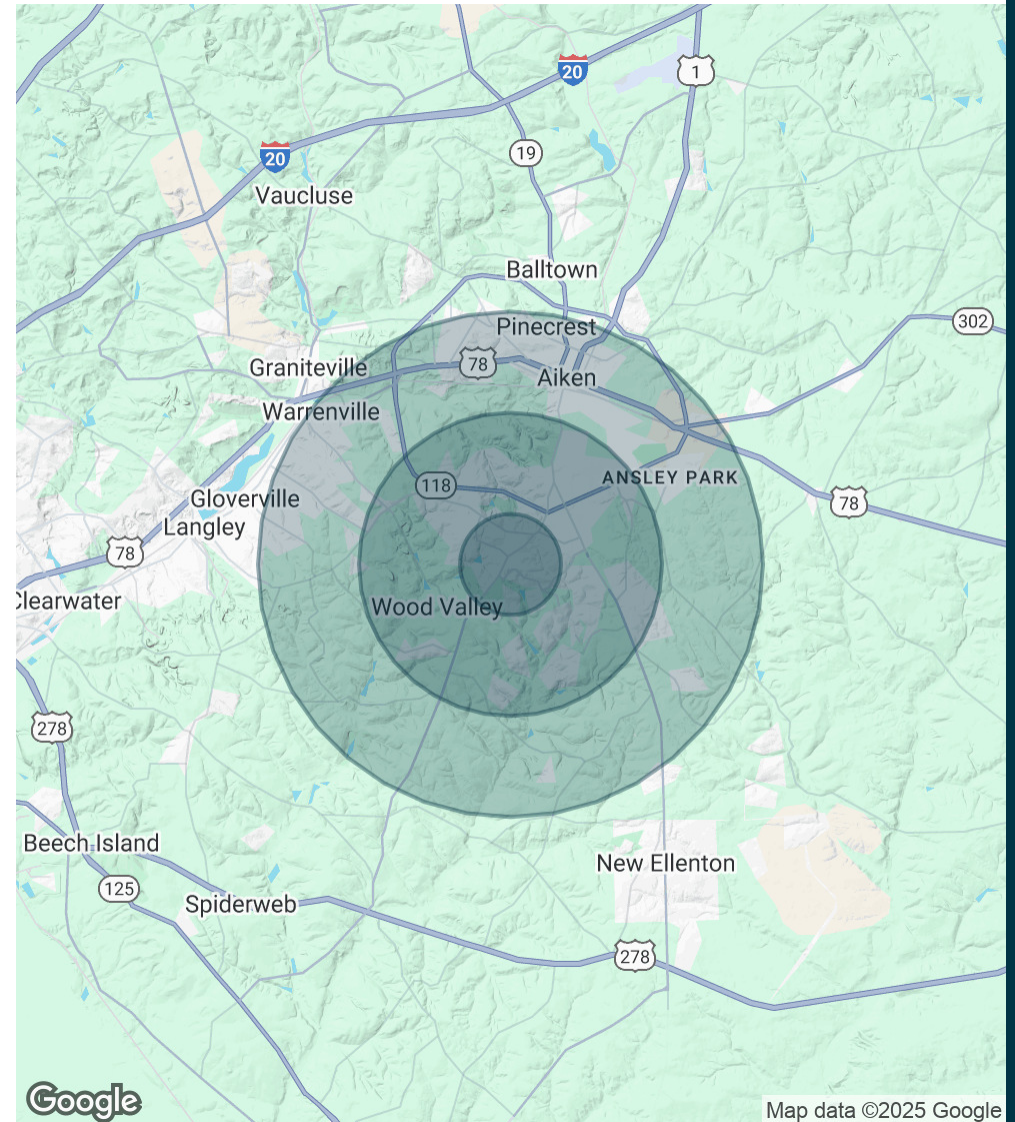 20
1
19
20
Vaucluse
Balltown
Pinecrest
302
Graniteville
78
Aiken
Warrenville
ANSLEY PARK
118
Gloverville
78
Langley
78
Clearwater
Wood Valley
278
Beech Island
New Ellenton
125
Spiderweb
278
Google
Map data ©2025 Google